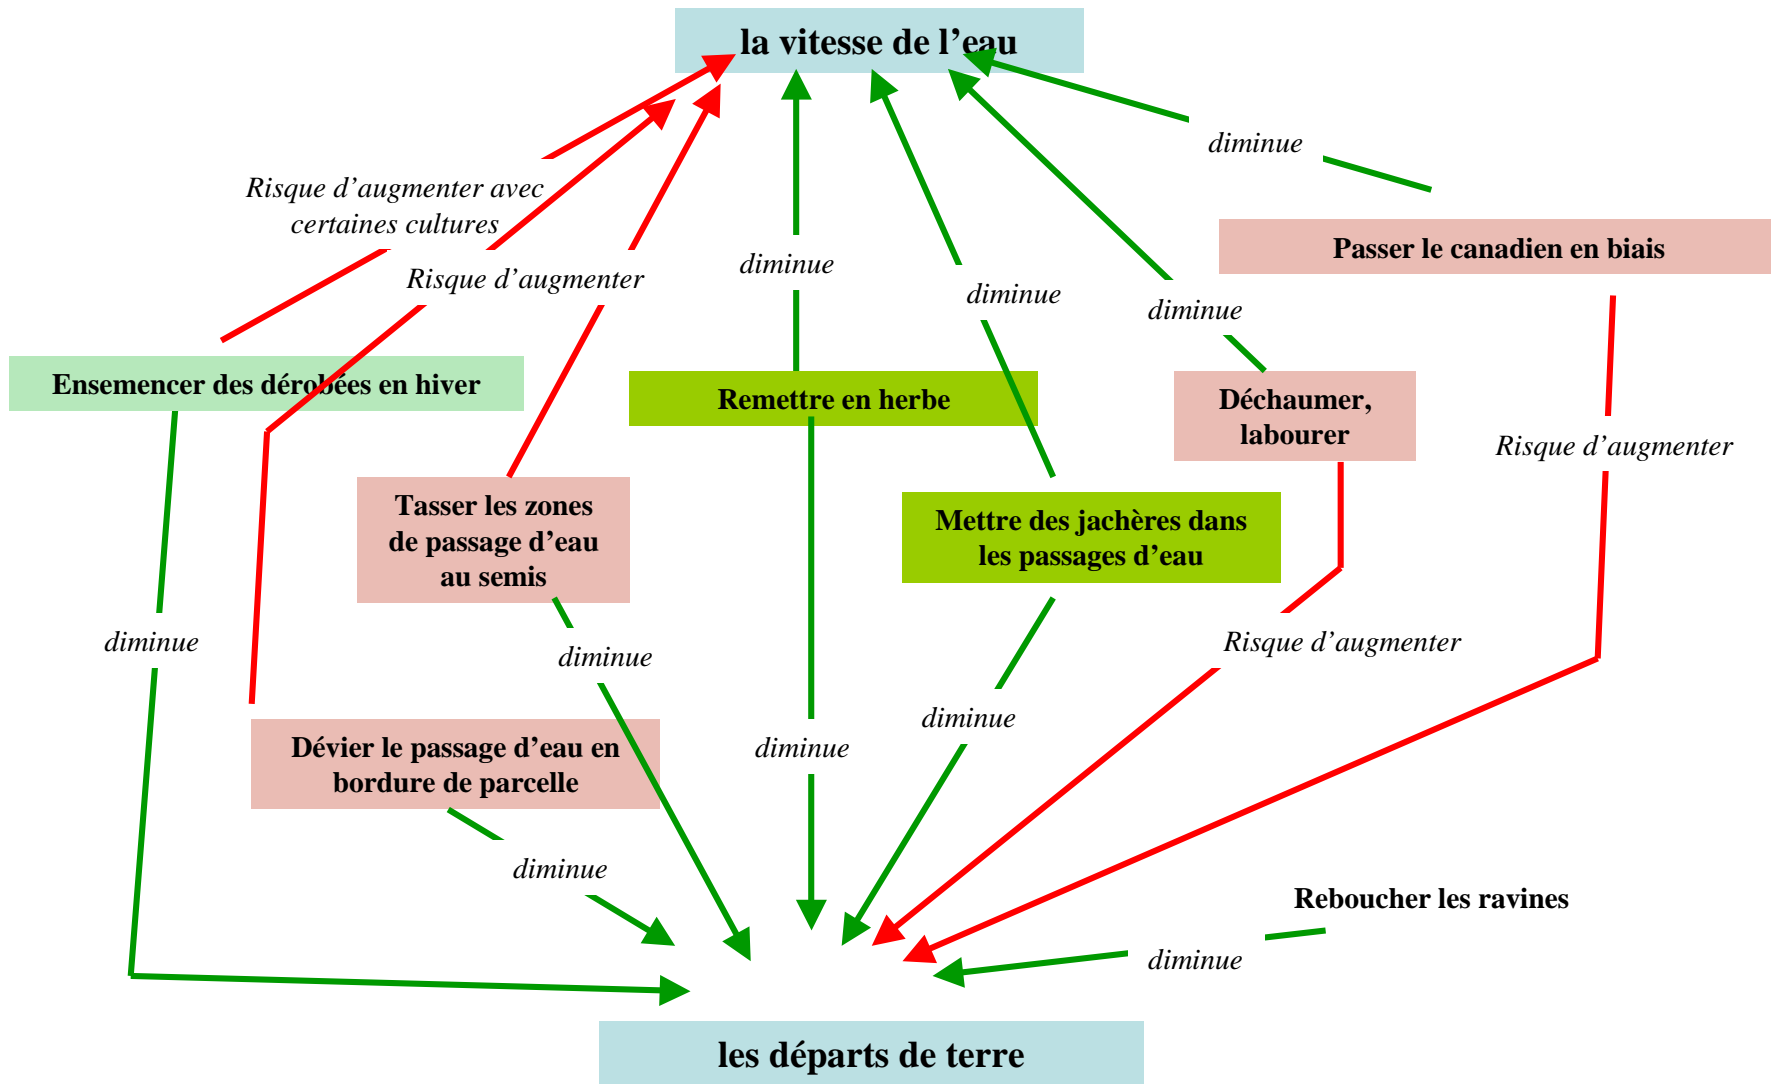 la vitesse de l’eau
diminue
Risque d’augmenter avec
certaines cultures
Passer le canadien en biais
Risque d’augmenter
diminue
diminue
diminue
Ensemencer des dérobées en hiver
Remettre en herbe
Déchaumer,
labourer
Risque d’augmenter
Tasser les zones
de passage d’eau
au semis
Mettre des jachères dans
les passages d’eau
diminue
diminue
Risque d’augmenter
diminue
Dévier le passage d’eau en
bordure de parcelle
diminue
diminue
Reboucher les ravines
diminue
les départs de terre